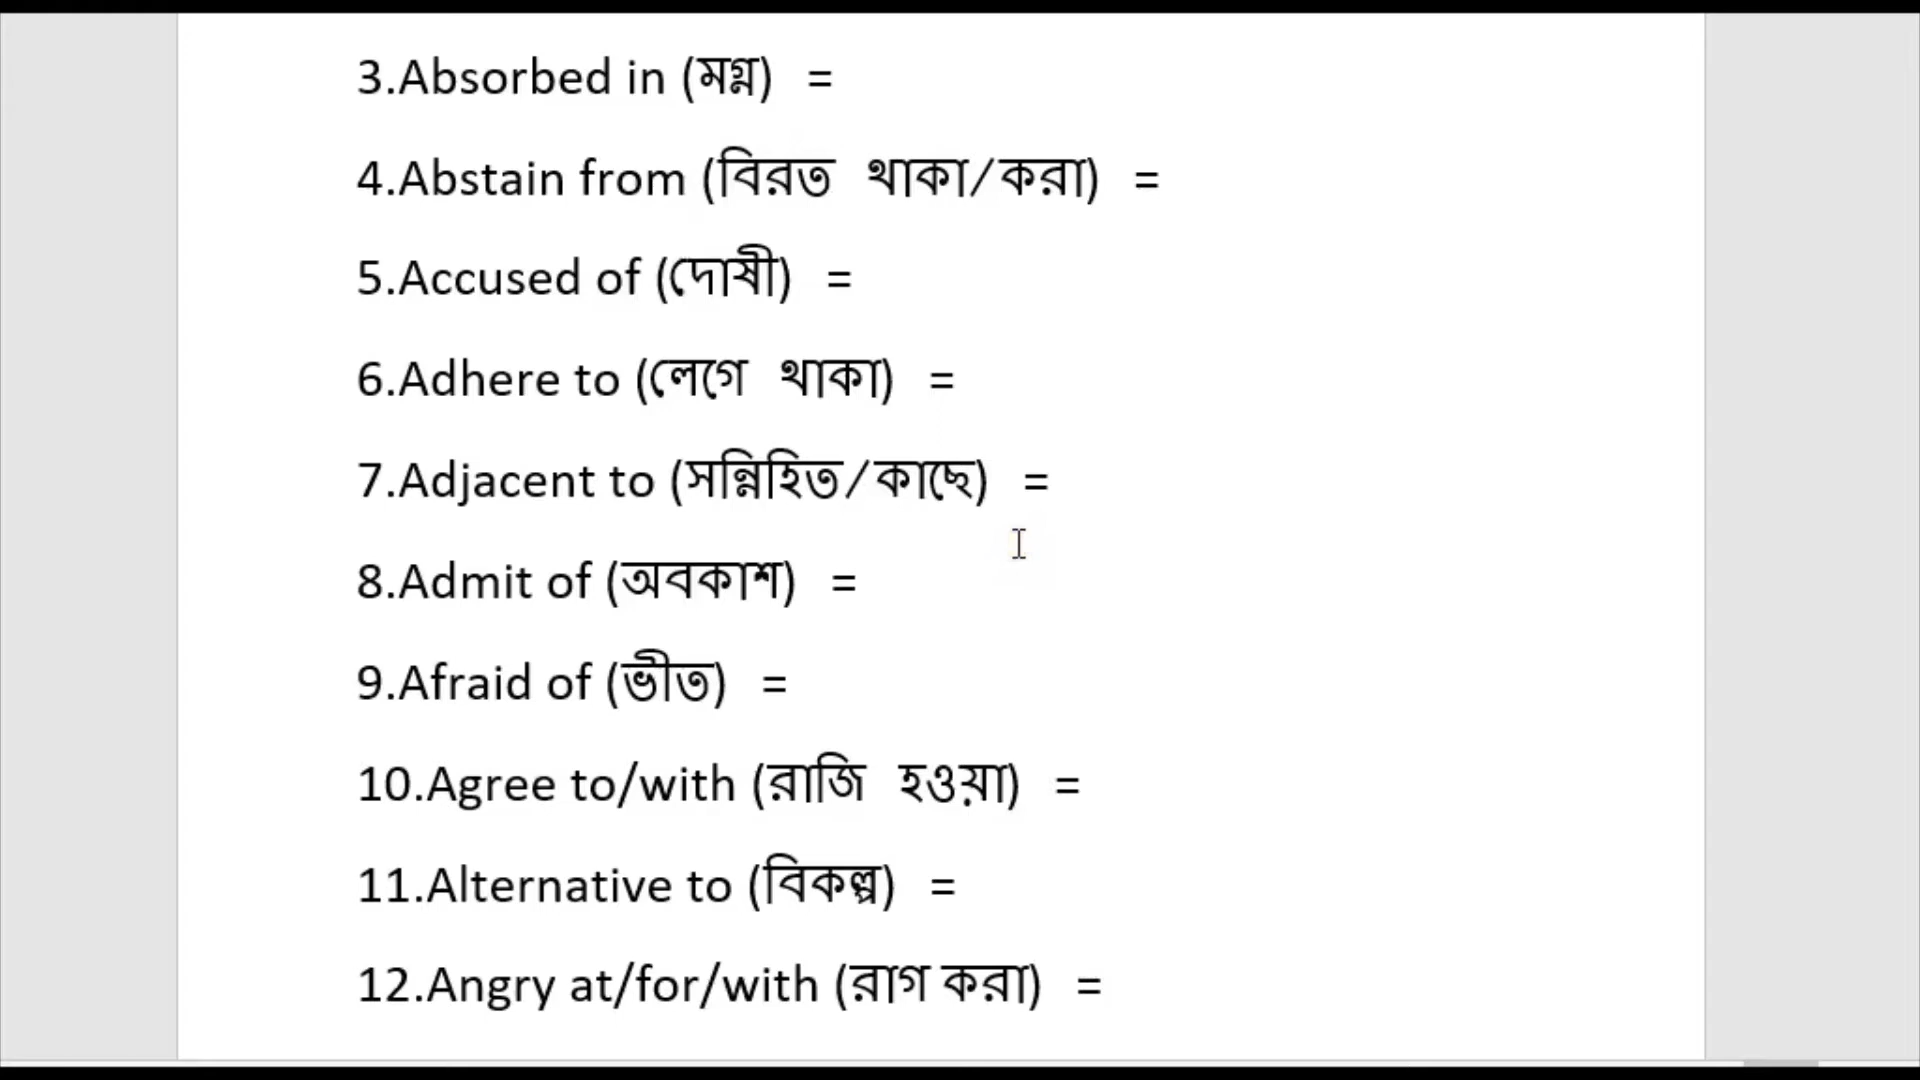 3.Absorbed in (মগ্ন) =
4.Abstain from (বিরত থাকা/করা) =
5.Accused of (দোষী) =
6.Adhere to (লেগে থাকা) =
7.Adjacent to (সন্নিহিত/কাছে) =
8.Admit of (অবকাশ) =
9.Afraid of (ভীত) =
10.Agree to/with (রাজি হওয়া) =
11.Alternative to (বিকল্প) =
12.Angry at/for/with (রাগ করা) =